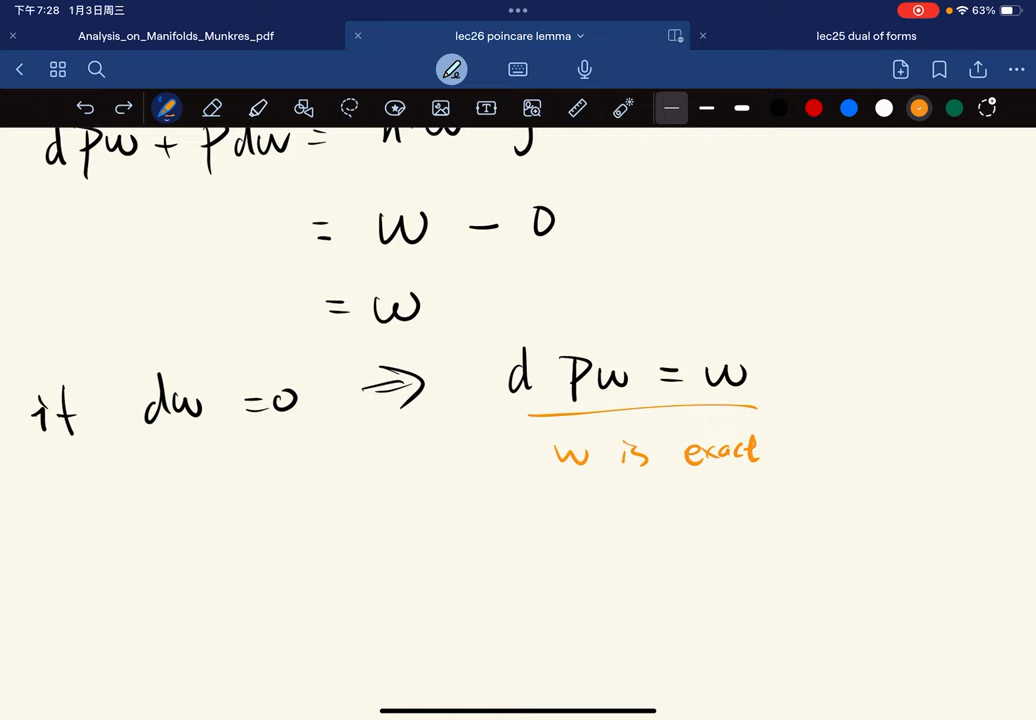 下午7:28 1月3日周三
63%
Analysis_on_Manifolds_Munkres_pdf
lec26 poincare lemma
lec25 dual of forms
dPw + Pdw =
= w - 0
= w
if dw = 0 ⇒ d Pw = w
w is exact